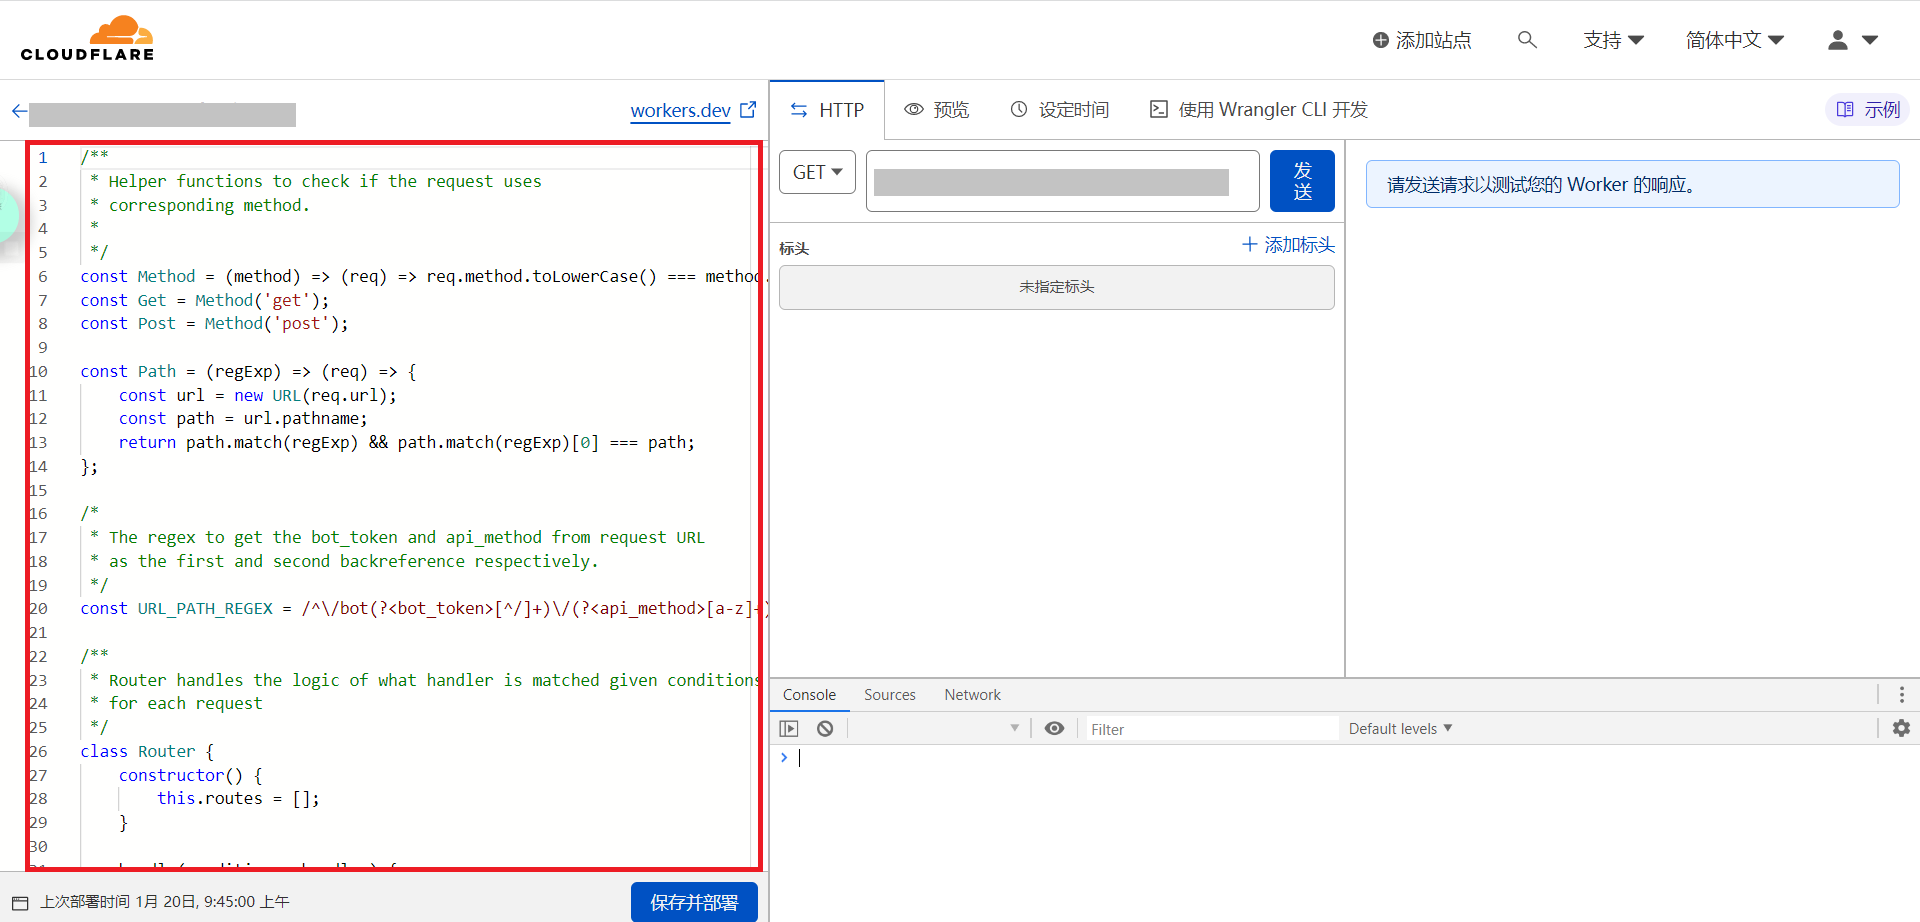 CLOUDFLARE
添加站点
支持
简体中文
workers.dev
HTTP
预览
设定时间
使用 Wrangler CLI 开发
示例
1 /**
2 * Helper functions to check if the request uses
3 * corresponding method.
4 *
5 */
6 const Method = (method) => (req) => req.method.toLowerCase() === method.
7 const Get = Method('get');
8 const Post = Method('post');
9
10 const Path = (regExp) => (req) => {
11 const url = new URL(req.url);
12 const path = url.pathname;
13 return path.match(regExp) && path.match(regExp)[0] === path;
14 };
15
16 /*
17 * The regex to get the bot_token and api_method from request URL
18 * as the first and second backreference respectively.
19 */
20 const URL_PATH_REGEX = /^\/bot(?<bot_token>[^/]+)\/(?<api_method>[a-z]+)
21
22 /**
23 * Router handles the logic of what handler is matched given conditions
24 * for each request
25 */
26 class Router {
27 constructor() {
28 this.routes = [];
29 }
30
上次部署时间 1月 20日, 9:45:00 上午
保存并部署
GET
发送
标头
添加标头
未指定标头
请发送请求以测试您的 Worker 的响应。
Console Sources Network
Filter
Default levels